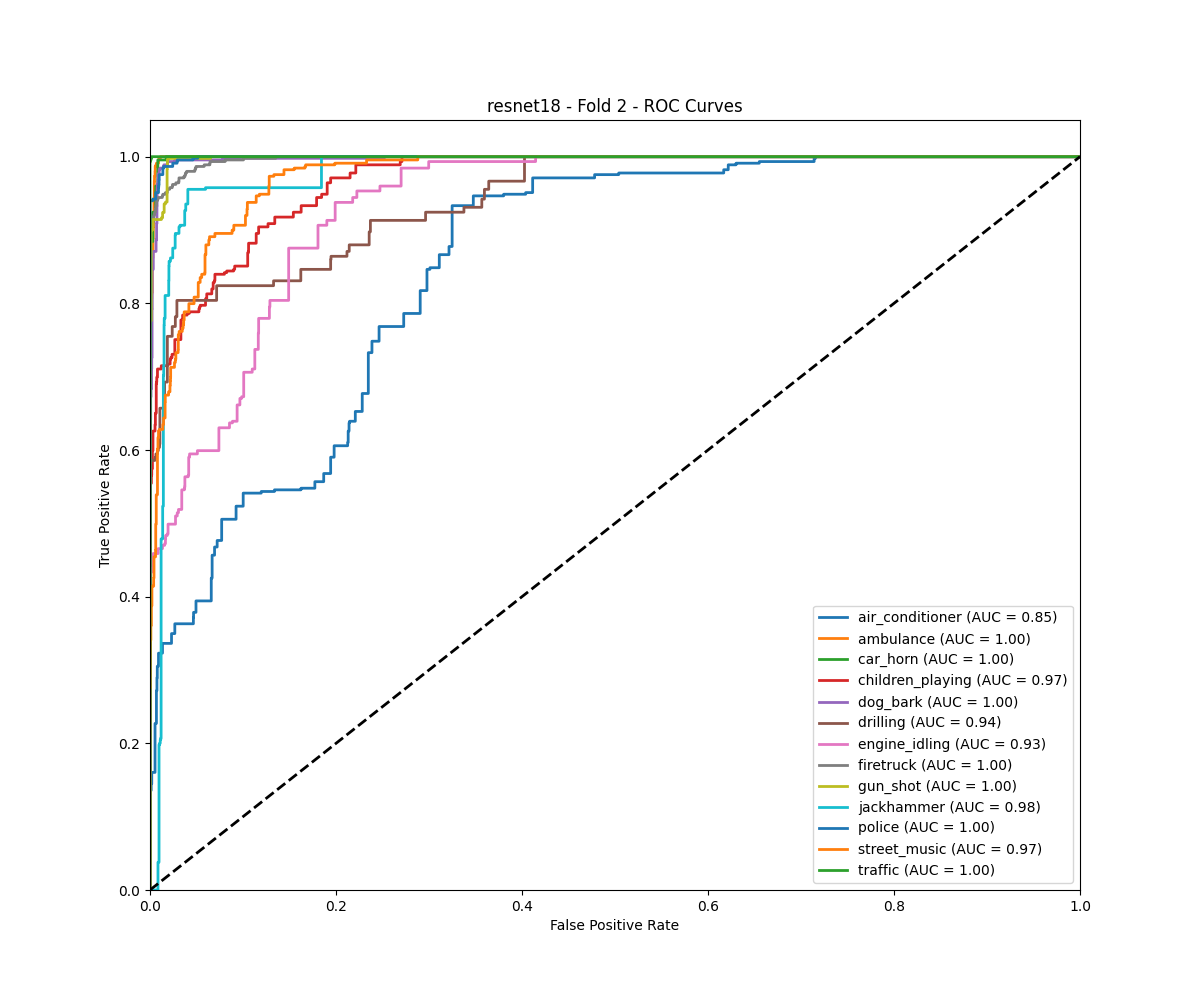 resnet18 - Fold 2 - ROC Curves
1.0
0.8
0.6
0.4
0.2
0.0
True Positive Rate
0.0 0.2 0.4 0.6 0.8 1.0
False Positive Rate
air_conditioner (AUC = 0.85)
ambulance (AUC = 1.00)
car_horn (AUC = 1.00)
children_playing (AUC = 0.97)
dog_bark (AUC = 1.00)
drilling (AUC = 0.94)
engine_idling (AUC = 0.93)
firetruck (AUC = 1.00)
gun_shot (AUC = 1.00)
jackhammer (AUC = 0.98)
police (AUC = 1.00)
street_music (AUC = 0.97)
traffic (AUC = 1.00)